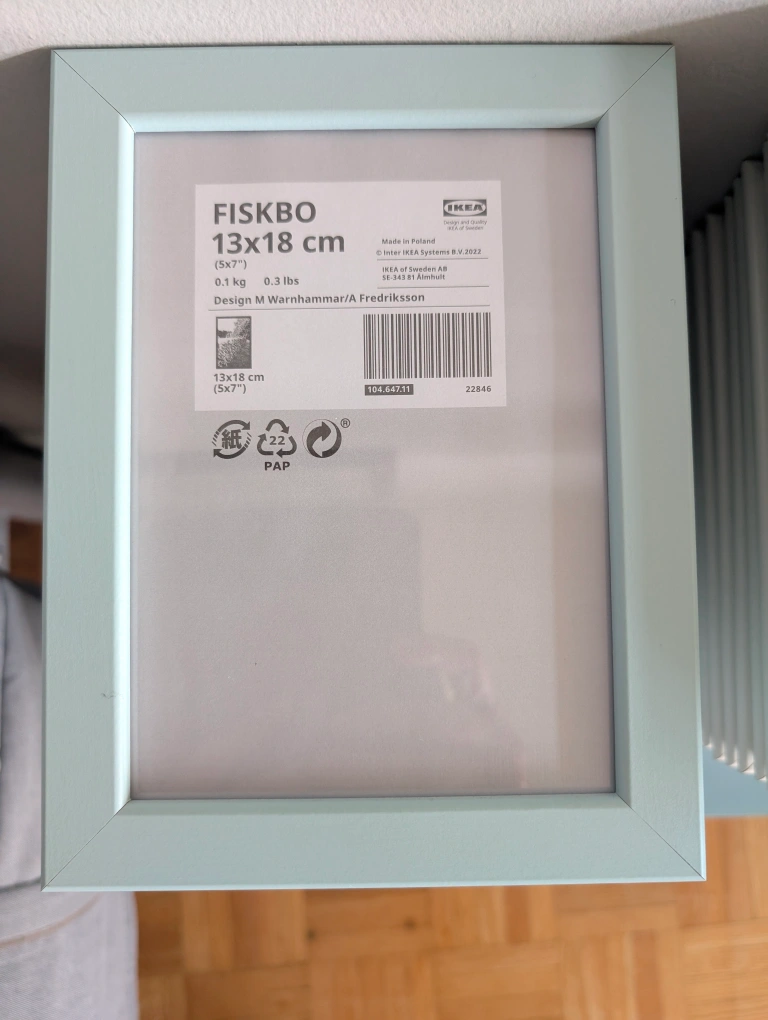 FISKBO
13x18 cm
(5x7")
0.1 kg 0.3 lbs
IKEA
Design and Quality
IKEA of Sweden
Made in Poland
© Inter IKEA Systems B.V.2022
IKEA of Sweden AB
SE-343 81 Älmhult
Design M Warnhammar/A Fredriksson
13x18 cm
(5x7")
104.647.11
22846
紙
22
PAP
®